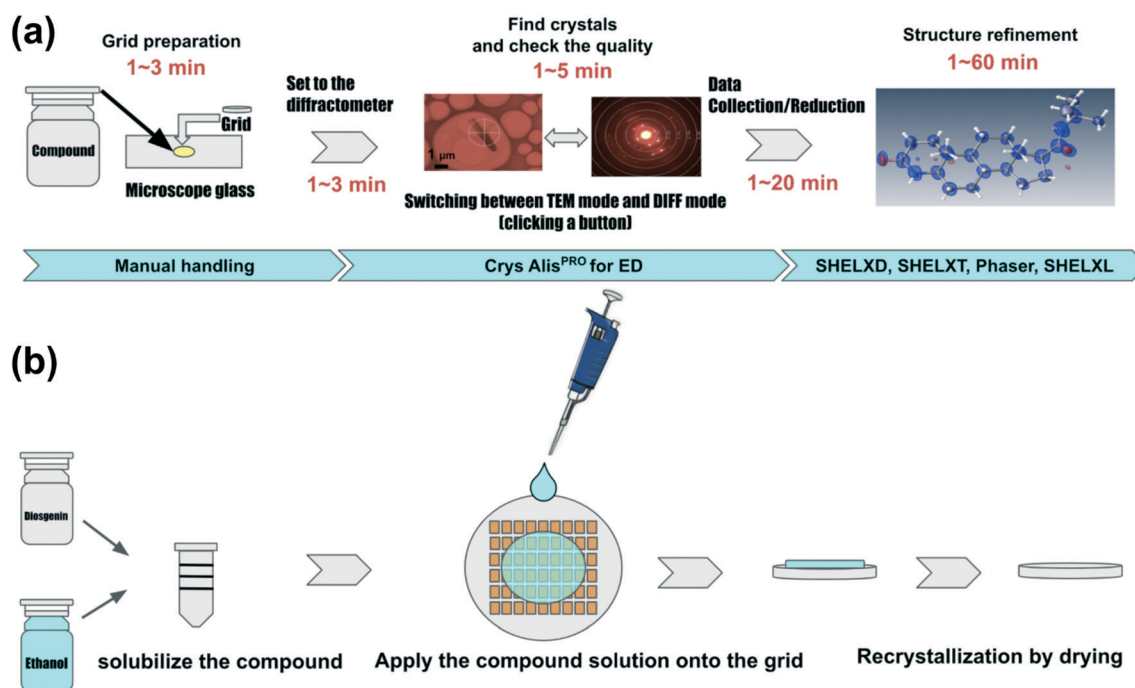 (a)
Grid preparation
1~3 min
Compound
Grid
Microscope glass
Set to the
diffractometer
1~3 min
Find crystals
and check the quality
1~5 min
1 μm
Switching between TEM mode and DIFF mode
(clicking a button)
Data
Collection/Reduction
1~20 min
Structure refinement
1~60 min
Manual handling
Crys Alis^PRO for ED
SHELXD, SHELXT, Phaser, SHELXL
(b)
Diosgenin
Ethanol
solubilize the compound
Apply the compound solution onto the grid
Recrystallization by drying